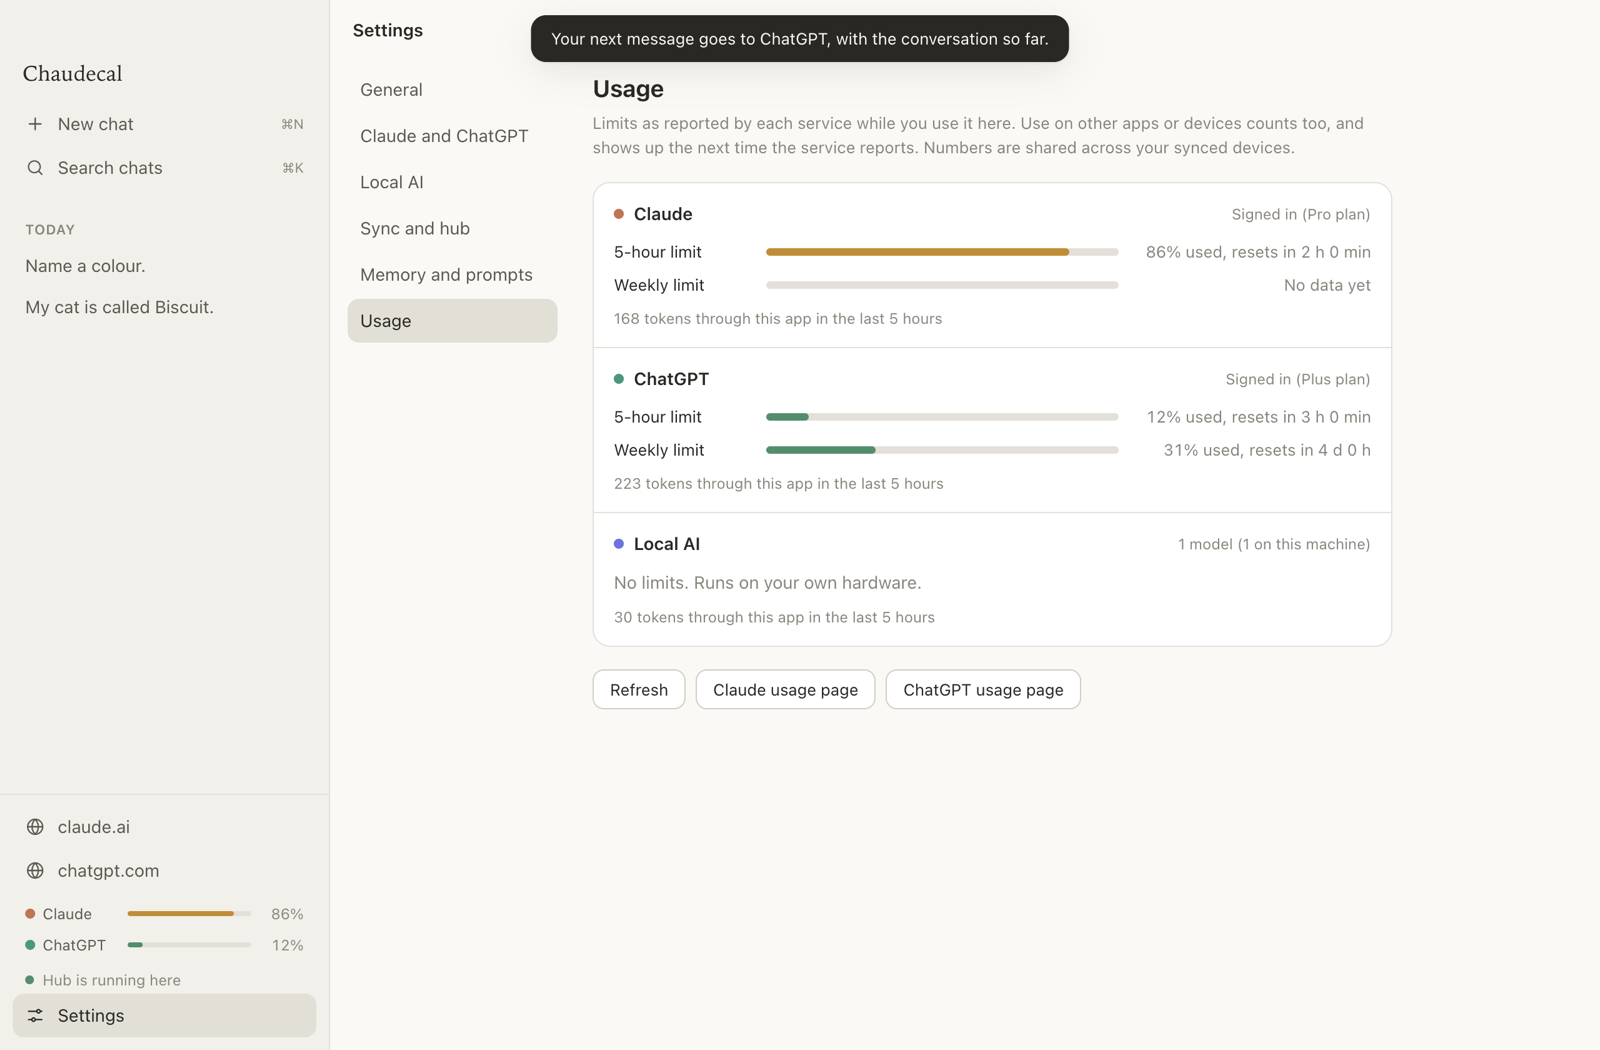 Chaudecal
New chat ⌘N
Search chats ⌘K
TODAY
Name a colour.
My cat is called Biscuit.
claude.ai
chatgpt.com
Claude 86%
ChatGPT 12%
Hub is running here
Settings
Settings
General
Claude and ChatGPT
Local AI
Sync and hub
Memory and prompts
Usage
Your next message goes to ChatGPT, with the conversation so far.
Usage
Limits as reported by each service while you use it here. Use on other apps or devices counts too, and
shows up the next time the service reports. Numbers are shared across your synced devices.
Claude Signed in (Pro plan)
5-hour limit 86% used, resets in 2 h 0 min
Weekly limit No data yet
168 tokens through this app in the last 5 hours
ChatGPT Signed in (Plus plan)
5-hour limit 12% used, resets in 3 h 0 min
Weekly limit 31% used, resets in 4 d 0 h
223 tokens through this app in the last 5 hours
Local AI 1 model (1 on this machine)
No limits. Runs on your own hardware.
30 tokens through this app in the last 5 hours
Refresh Claude usage page ChatGPT usage page